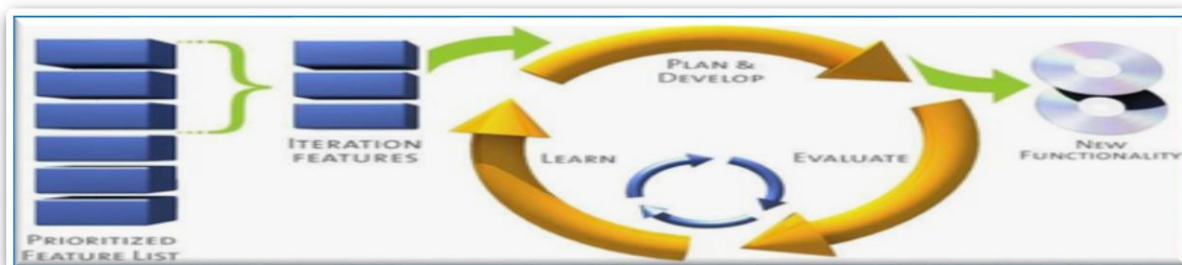 PRIORITIZED
FEATURE LIST
ITERATION
FEATURES
PLAN &
DEVELOP
LEARN
EVALUATE
NEW
FUNCTIONALITY